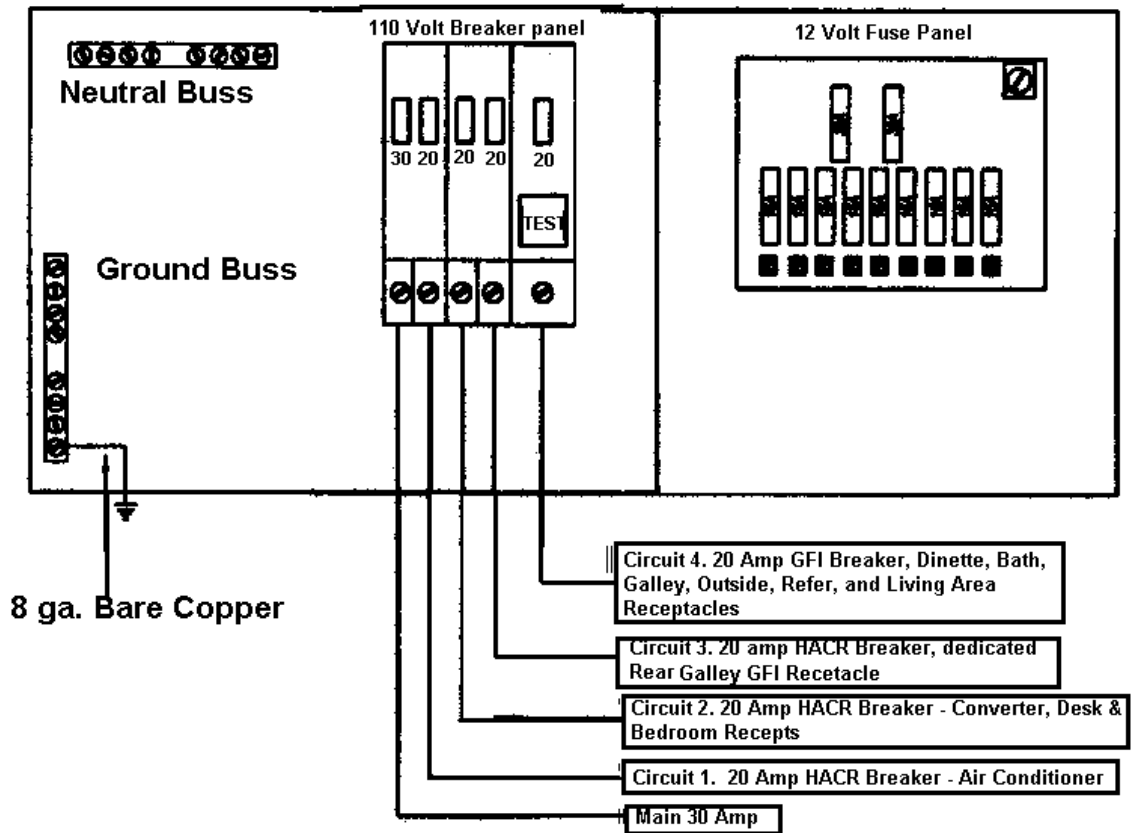 110 Volt Breaker panel
12 Volt Fuse Panel
Neutral Buss
30 20 20 20 20
TEST
Ground Buss
8 ga. Bare Copper
Circuit 4. 20 Amp GFI Breaker, Dinette, Bath,
Galley, Outside, Refer, and Living Area
Receptacles
Circuit 3. 20 amp HACR Breaker, dedicated
Rear Galley GFI Recetacle
Circuit 2. 20 Amp HACR Breaker - Converter, Desk &
Bedroom Recepts
Circuit 1. 20 Amp HACR Breaker - Air Conditioner
Main 30 Amp